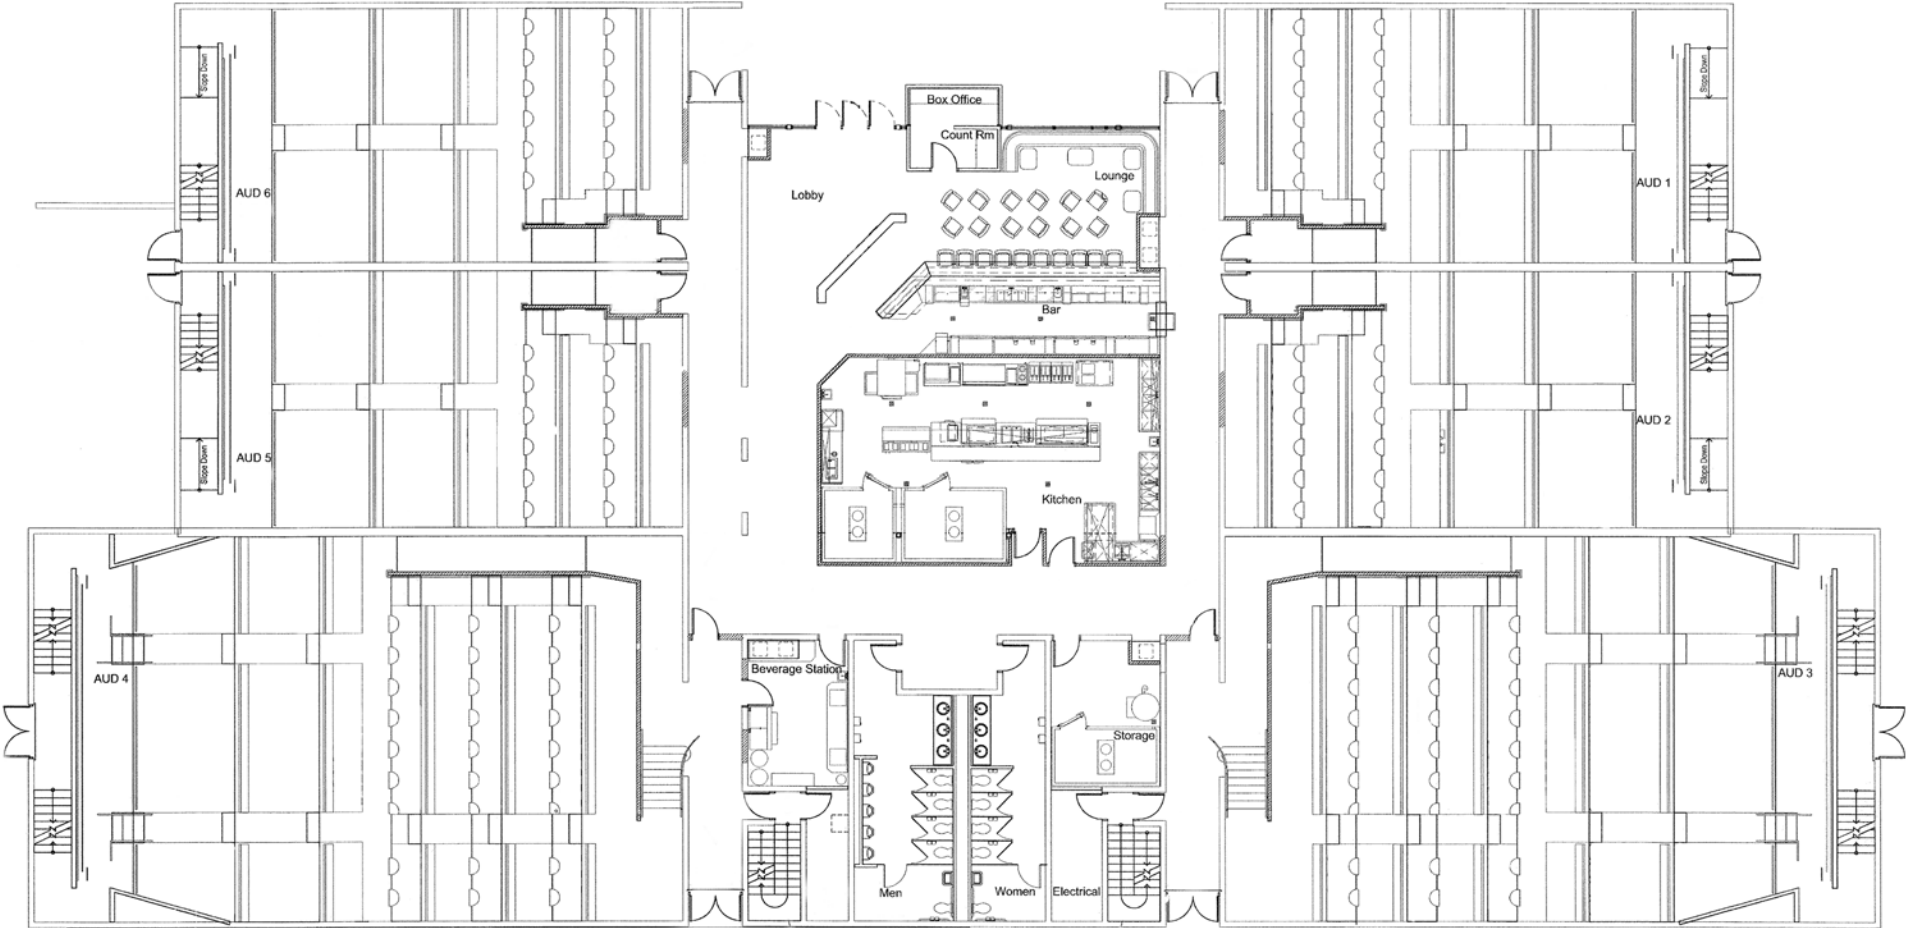 Slope Down
Slope Down
Box Office
Count Rm
Lounge
AUD 6
Lobby
AUD 1
Bar
AUD 2
AUD 5
Slope Down
Slope Down
Kitchen
Beverage Station
AUD 4
AUD 3
Storage
Men
Women
Electrical